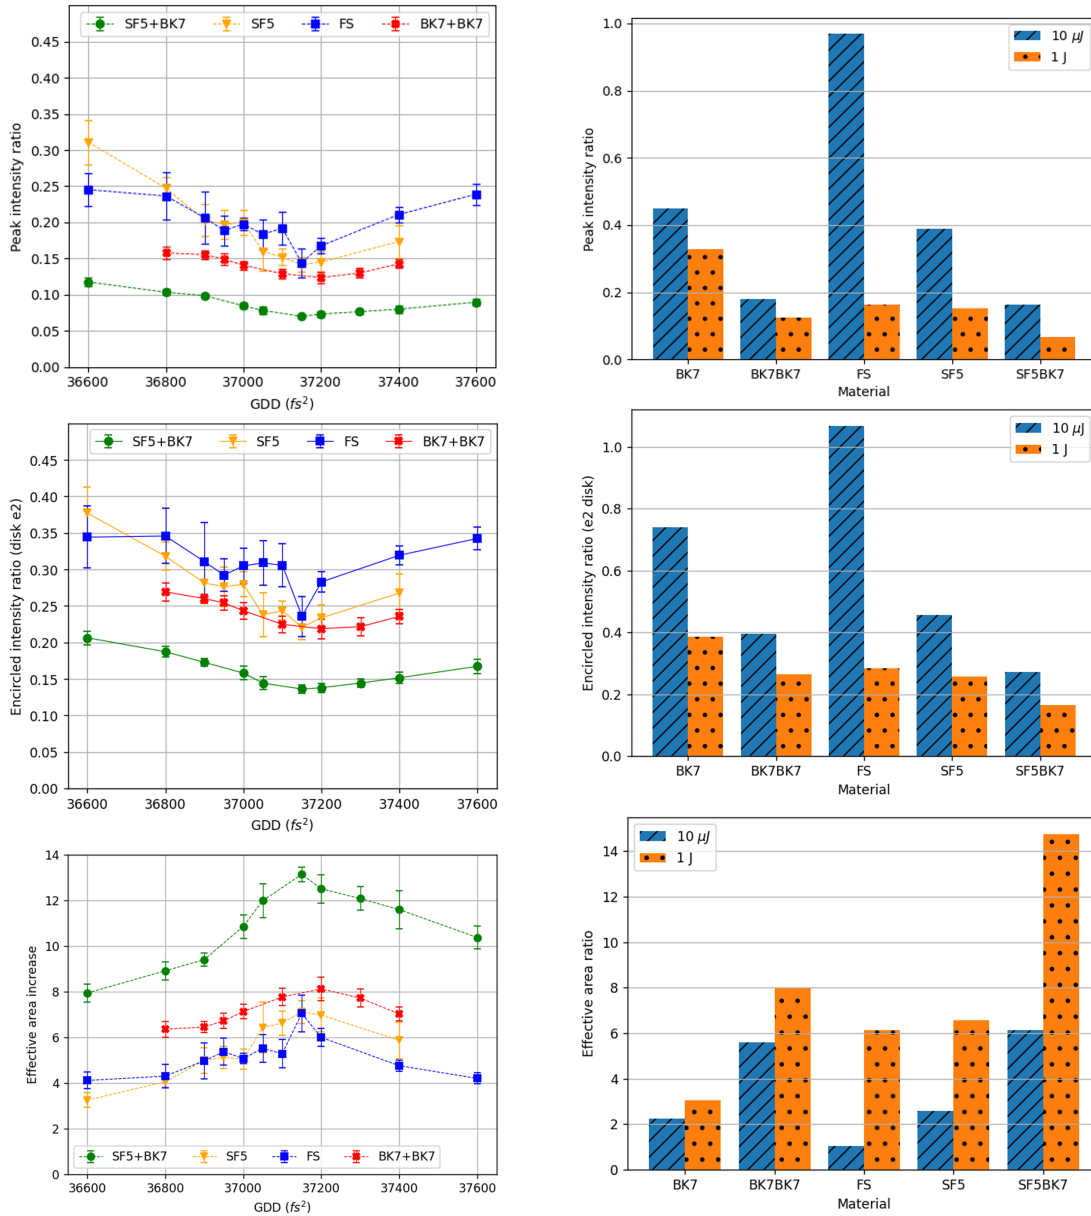 SF5+BK7 SF5 FS BK7+BK7
Peak intensity ratio
0.45
0.40
0.35
0.30
0.25
0.20
0.15
0.10
0.05
0.00
36600 36800 37000 37200 37400 37600
GDD (fs²)
10 μJ
1 J
Peak intensity ratio
1.0
0.8
0.6
0.4
0.2
0.0
BK7 BK7BK7 FS SF5 SF5BK7
Material
SF5+BK7 SF5 FS BK7+BK7
Encircled intensity ratio (disk e2)
0.45
0.40
0.35
0.30
0.25
0.20
0.15
0.10
0.05
0.00
36600 36800 37000 37200 37400 37600
GDD (fs²)
10 μJ
1 J
Encircled intensity ratio (e2 disk)
1.0
0.8
0.6
0.4
0.2
0.0
BK7 BK7BK7 FS SF5 SF5BK7
Material
Effective area increase
14
12
10
8
6
4
2
0
SF5+BK7 SF5 FS BK7+BK7
36600 36800 37000 37200 37400 37600
GDD (fs²)
10 μJ
1 J
Effective area ratio
14
12
10
8
6
4
2
0
BK7 BK7BK7 FS SF5 SF5BK7
Material